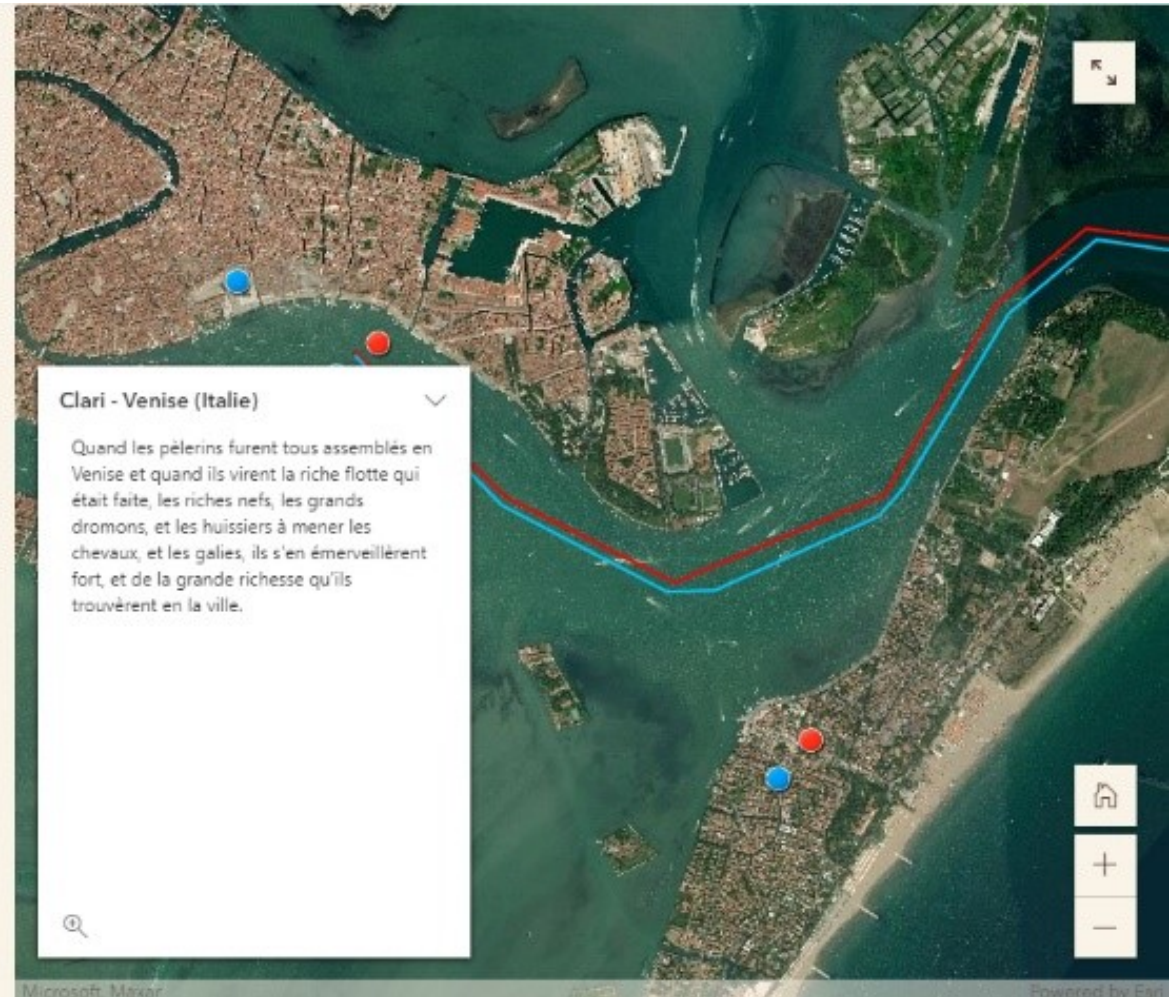 Clari - Venise (Italie)
Quand les pèlerins furent tous assemblés en
Venise et quand ils virent la riche flotte qui
était faite, les riches nefs, les grands
dromons, et les huissiers à mener les
chevaux, et les galies, ils s'en émerveillèrent
fort, et de la grande richesse qu'ils
trouvèrent en la ville.
Microsoft, Maxar
Powered by Esri